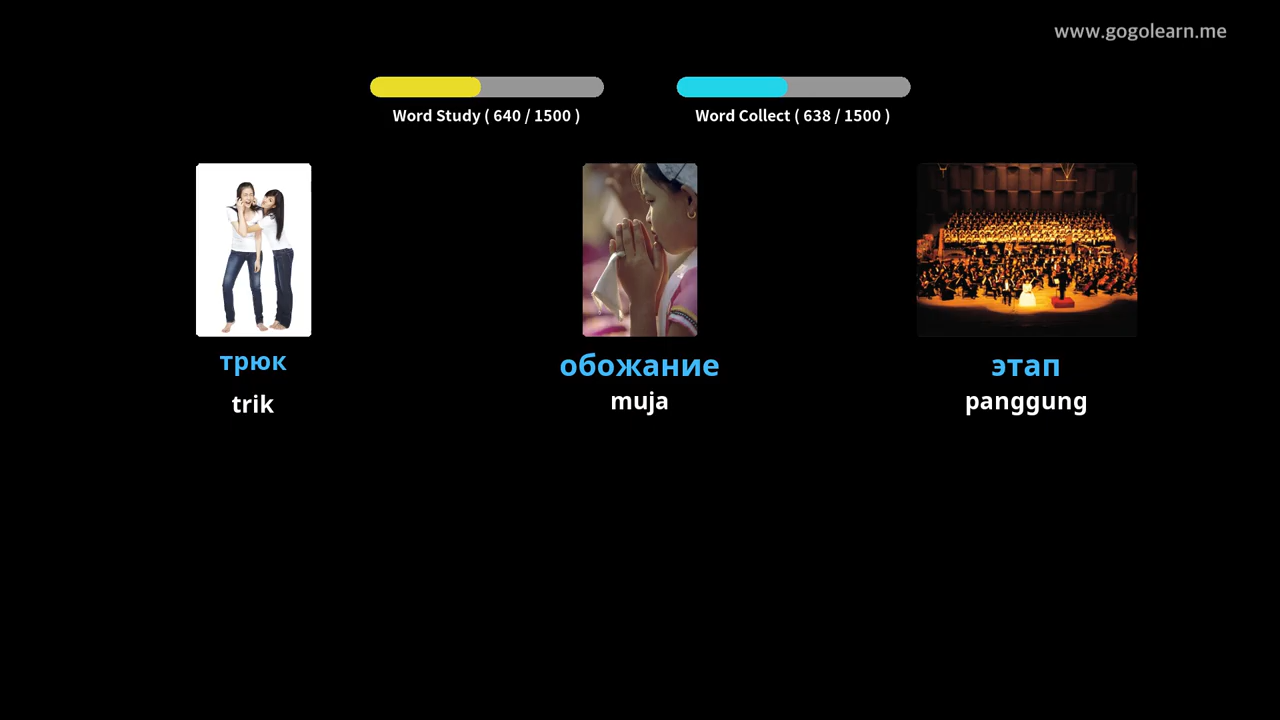 www.gogolearn.me
Word Study ( 640 / 1500 )
Word Collect ( 638 / 1500 )
трюк
trik
обожание
muja
этап
panggung